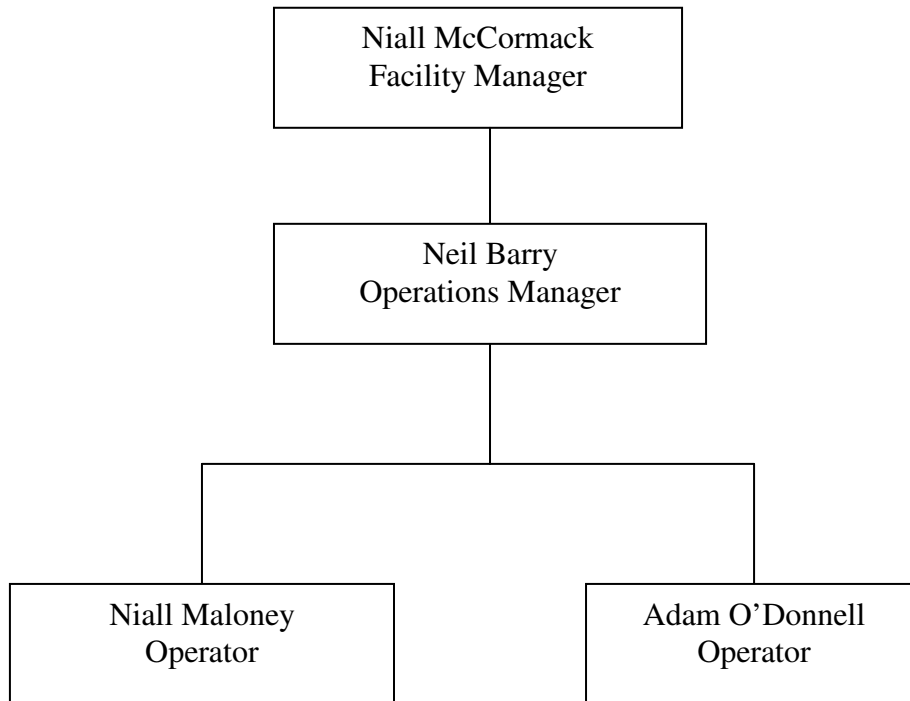 Niall McCormack
Facility Manager
Neil Barry
Operations Manager
Niall Maloney
Operator
Adam O’Donnell
Operator